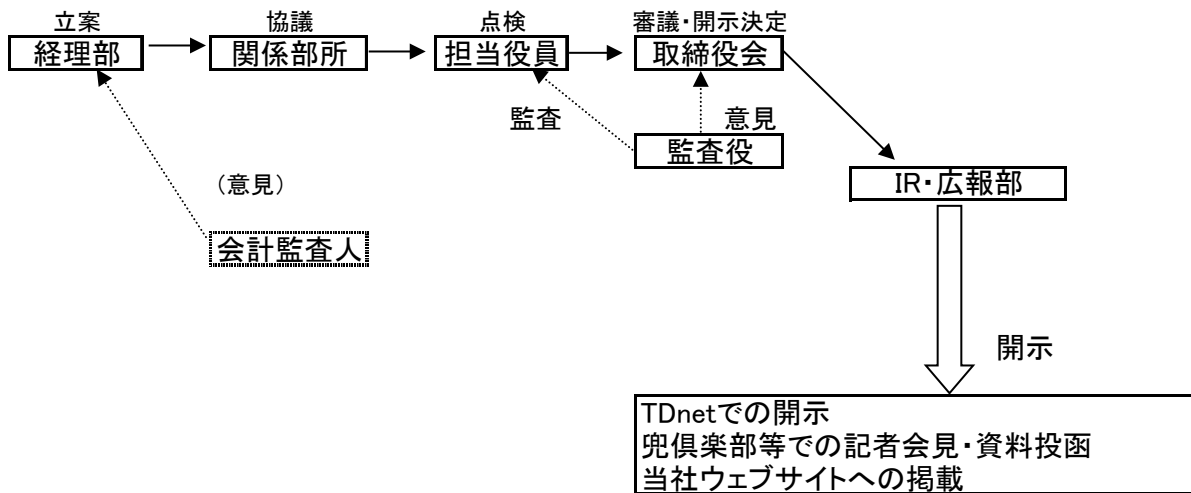 立案
協議
点検
審議・開示決定
経理部
関係部所
担当役員
取締役会
監査
意見
監査役
IR・広報部
（意見）
会計監査人
開示
TDnetでの開示
兜倶楽部等での記者会見・資料投函
当社ウェブサイトへの掲載